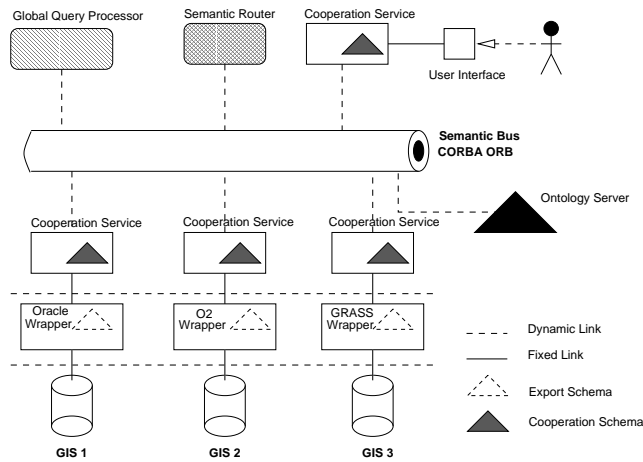 Global Query Processor
Semantic Router
Cooperation Service
User Interface
Semantic Bus
CORBA ORB
Ontology Server
Cooperation Service
Cooperation Service
Cooperation Service
Oracle
Wrapper
O2
Wrapper
GRASS
Wrapper
Dynamic Link
Fixed Link
Export Schema
Cooperation Schema
GIS 1
GIS 2
GIS 3